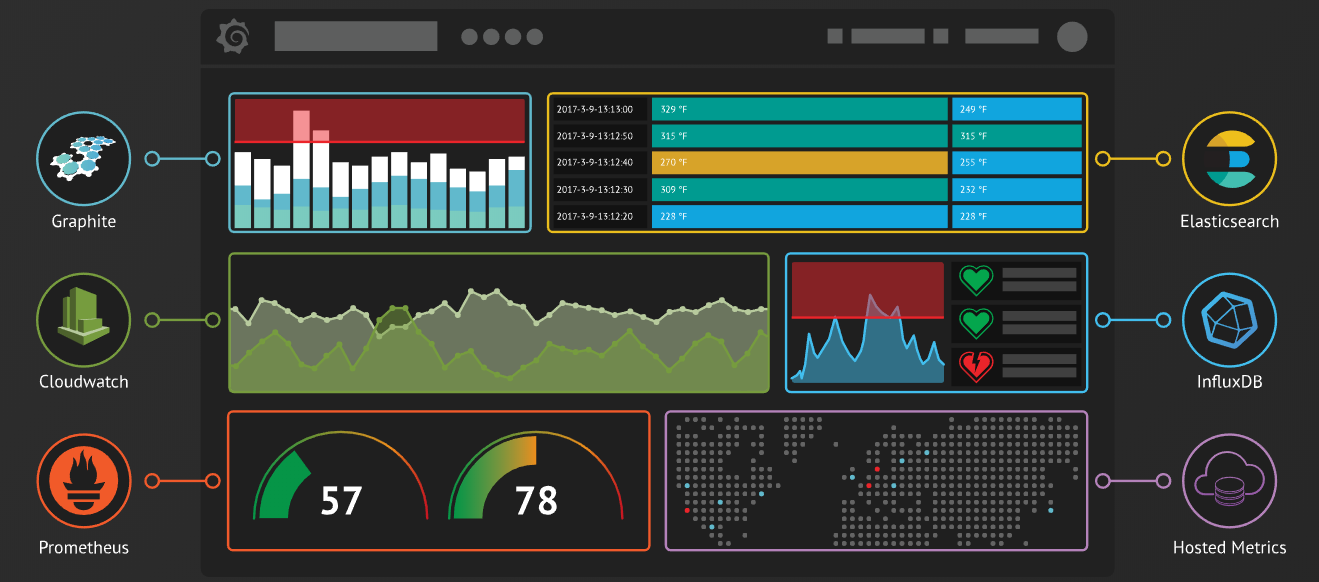 2017-3-9-13:13:00 329 °F 249 °F
2017-3-9-13:12:50 315 °F 315 °F
2017-3-9-13:12:40 270 °F 255 °F
2017-3-9-13:12:30 309 °F 232 °F
2017-3-9-13:12:20 228 °F 228 °F
Graphite
Elasticsearch
Cloudwatch
InfluxDB
57
78
Prometheus
Hosted Metrics